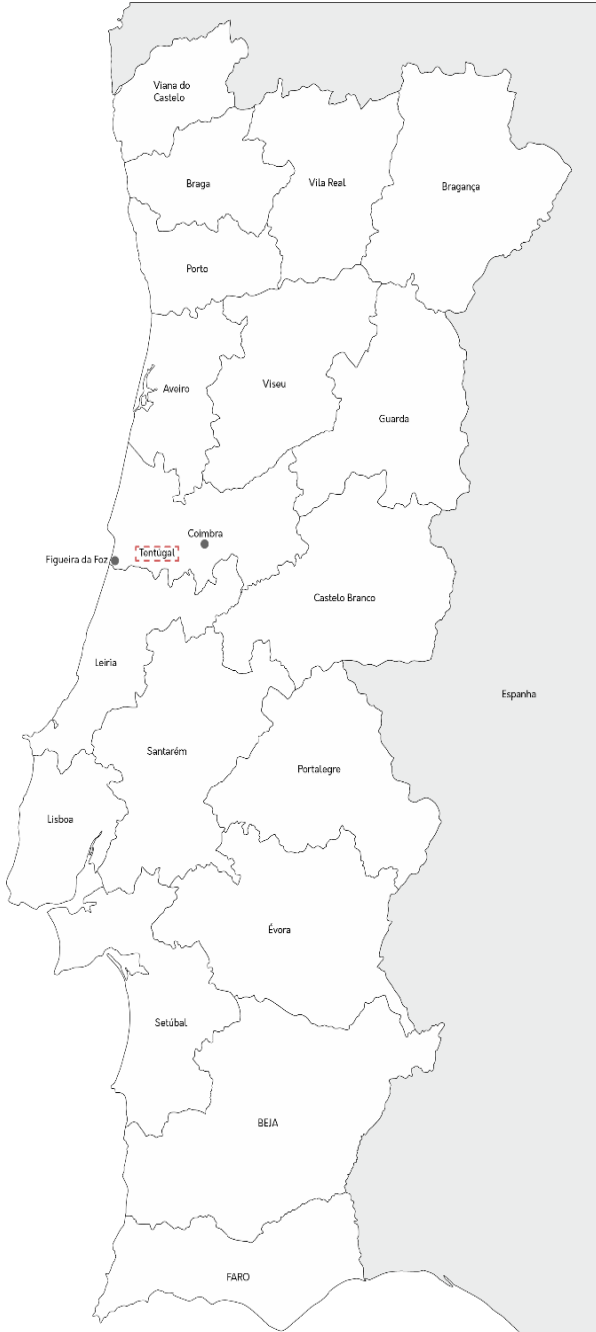 Viana do
Castelo
Braga
Vila Real
Bragança
Porto
Aveiro
Viseu
Guarda
Coimbra
Tentúgal
Figueira da Foz
Castelo Branco
Leiria
Espanha
Santarém
Portalegre
Lisboa
Évora
Setúbal
BEJA
FARO